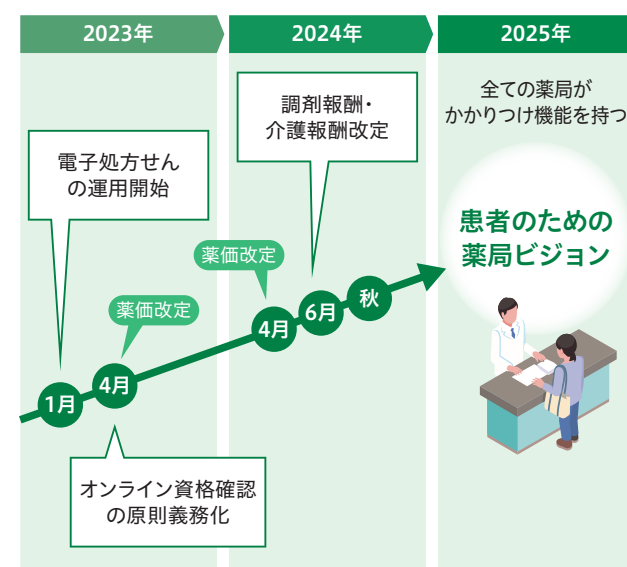 2023年
2024年
2025年
電子処方せん
の運用開始
薬価改定
1月
4月
オンライン資格確認
の原則義務化
調剤報酬・
介護報酬改定
薬価改定
4月
6月
秋
全ての薬局が
かかりつけ機能を持つ
患者のための
薬局ビジョン